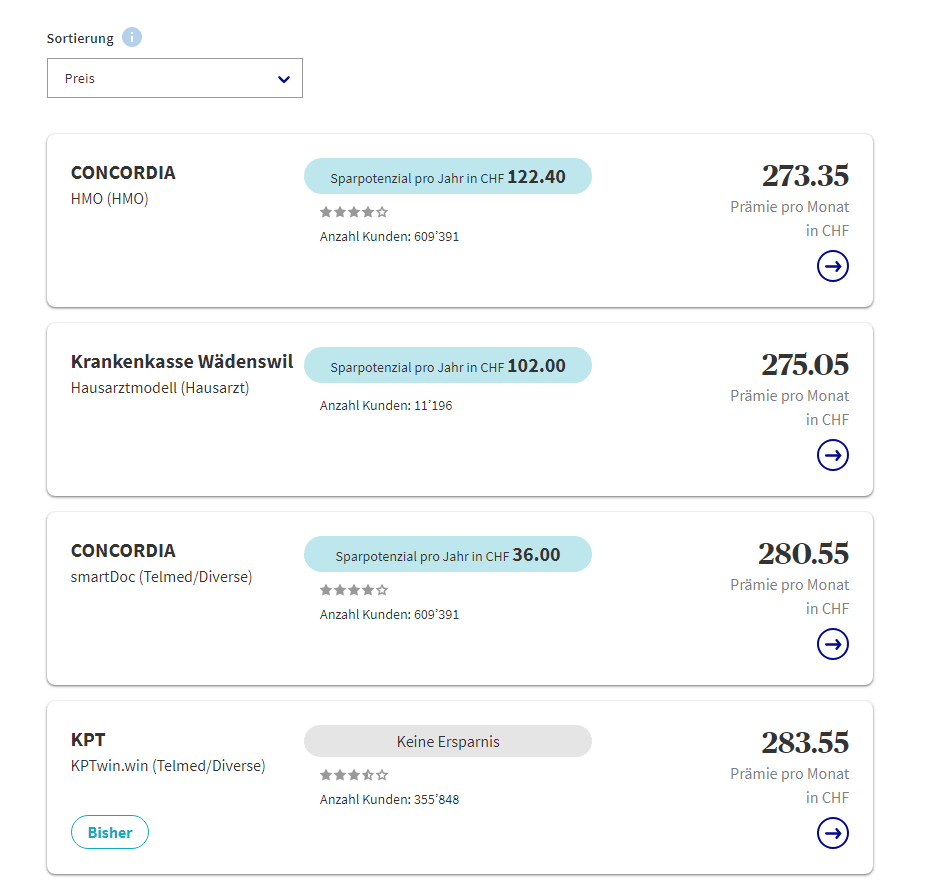 Sortierung
Preis
CONCORDIA
HMO (HMO)
Sparpotenzial pro Jahr in CHF 122.40
Anzahl Kunden: 609’391
273.35
Prämie pro Monat
in CHF
Krankenkasse Wädenswil
Hausarztmodell (Hausarzt)
Sparpotenzial pro Jahr in CHF 102.00
Anzahl Kunden: 11’196
275.05
Prämie pro Monat
in CHF
CONCORDIA
smartDoc (Telmed/Diverse)
Sparpotenzial pro Jahr in CHF 36.00
Anzahl Kunden: 609’391
280.55
Prämie pro Monat
in CHF
KPT
KPTwin.win (Telmed/Diverse)
Bisher
Keine Ersparnis
Anzahl Kunden: 355’848
283.55
Prämie pro Monat
in CHF